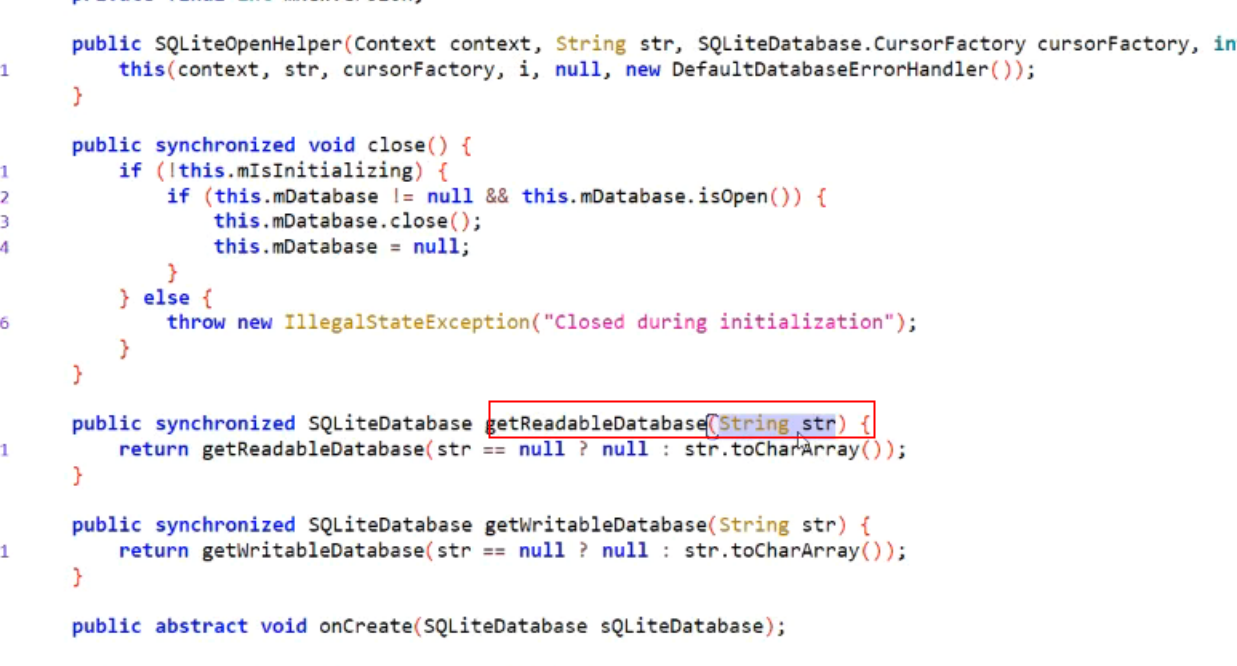 public SQLiteOpenHelper(Context context, String str, SQLiteDatabase.CursorFactory cursorFactory, in
1 this(context, str, cursorFactory, i, null, new DefaultDatabaseErrorHandler());
}
public synchronized void close() {
1 if (!this.mIsInitializing) {
2 if (this.mDatabase != null && this.mDatabase.isOpen()) {
3 this.mDatabase.close();
4 this.mDatabase = null;
}
} else {
6 throw new IllegalStateException("Closed during initialization");
}
}
public synchronized SQLiteDatabase getReadableDatabase(String str) {
1 return getReadableDatabase(str == null ? null : str.toCharArray());
}
public synchronized SQLiteDatabase getWritableDatabase(String str) {
1 return getWritableDatabase(str == null ? null : str.toCharArray());
}
public abstract void onCreate(SQLiteDatabase sQLiteDatabase);